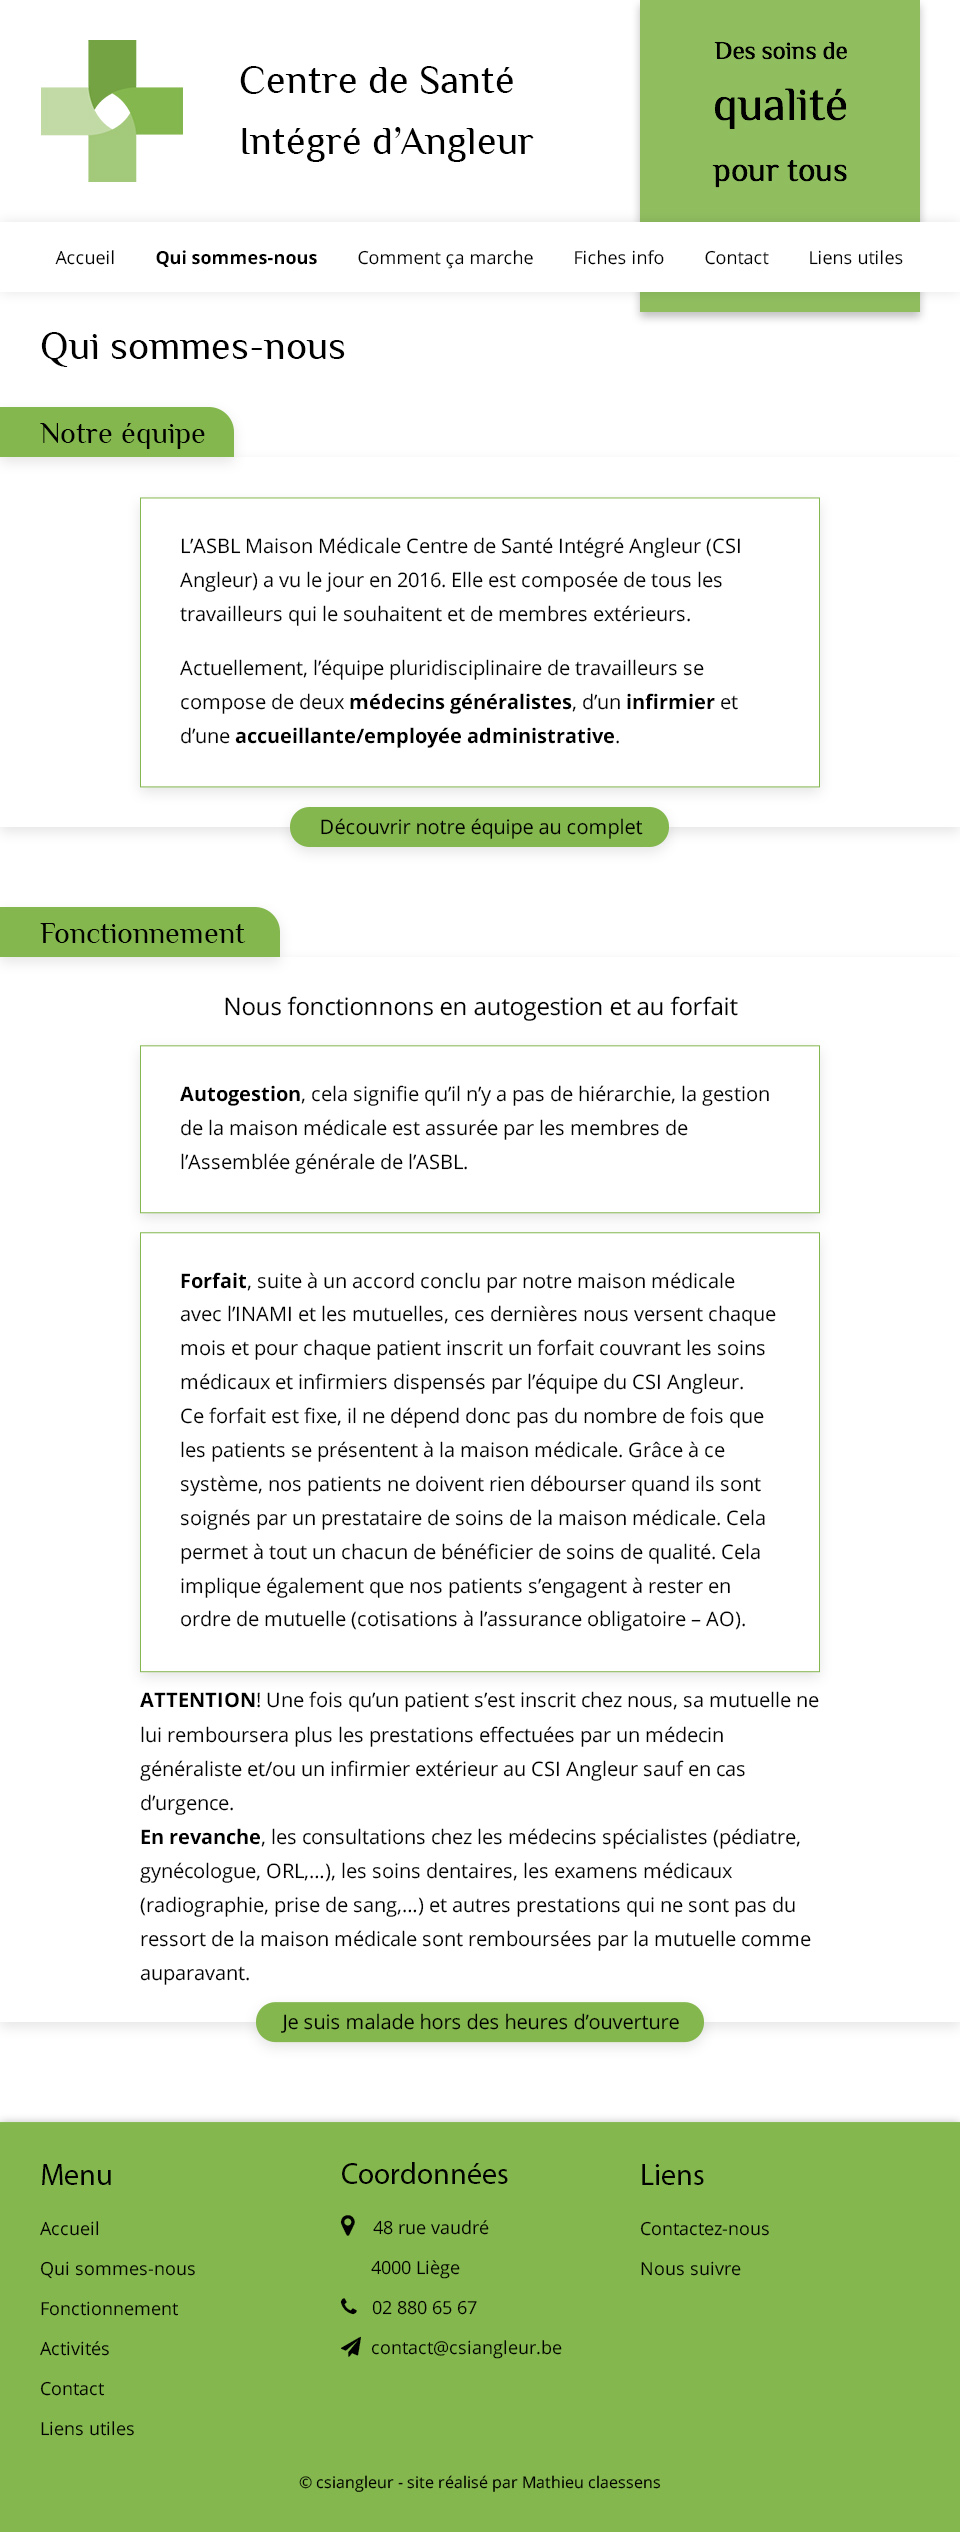 Centre de Santé
Intégré d’Angleur
Des soins de
qualité
pour tous
Accueil Qui sommes-nous Comment ça marche Fiches info Contact Liens utiles
Qui sommes-nous
Notre équipe
L’ASBL Maison Médicale Centre de Santé Intégré Angleur (CSI
Angleur) a vu le jour en 2016. Elle est composée de tous les
travailleurs qui le souhaitent et de membres extérieurs.
Actuellement, l’équipe pluridisciplinaire de travailleurs se
compose de deux médecins généralistes, d’un infirmier et
d’une accueillante/employée administrative.
Découvrir notre équipe au complet
Fonctionnement
Nous fonctionnons en autogestion et au forfait
Autogestion, cela signifie qu’il n’y a pas de hiérarchie, la gestion
de la maison médicale est assurée par les membres de
l’Assemblée générale de l’ASBL.
Forfait, suite à un accord conclu par notre maison médicale
avec l’INAMI et les mutuelles, ces dernières nous versent chaque
mois et pour chaque patient inscrit un forfait couvrant les soins
médicaux et infirmiers dispensés par l’équipe du CSI Angleur.
Ce forfait est fixe, il ne dépend donc pas du nombre de fois que
les patients se présentent à la maison médicale. Grâce à ce
système, nos patients ne doivent rien débourser quand ils sont
soignés par un prestataire de soins de la maison médicale. Cela
permet à tout un chacun de bénéficier de soins de qualité. Cela
implique également que nos patients s’engagent à rester en
ordre de mutuelle (cotisations à l’assurance obligatoire – AO).
ATTENTION! Une fois qu’un patient s’est inscrit chez nous, sa mutuelle ne
lui remboursera plus les prestations effectuées par un médecin
généraliste et/ou un infirmier extérieur au CSI Angleur sauf en cas
d’urgence.
En revanche, les consultations chez les médecins spécialistes (pédiatre,
gynécologue, ORL,…), les soins dentaires, les examens médicaux
(radiographie, prise de sang,…) et autres prestations qui ne sont pas du
ressort de la maison médicale sont remboursées par la mutuelle comme
auparavant.
Je suis malade hors des heures d’ouverture
Menu
Accueil
Qui sommes-nous
Fonctionnement
Activités
Contact
Liens utiles
Coordonnées
48 rue vaudré
4000 Liège
02 880 65 67
contact@csiangleur.be
Liens
Contactez-nous
Nous suivre
© csiangleur - site réalisé par Mathieu claessens